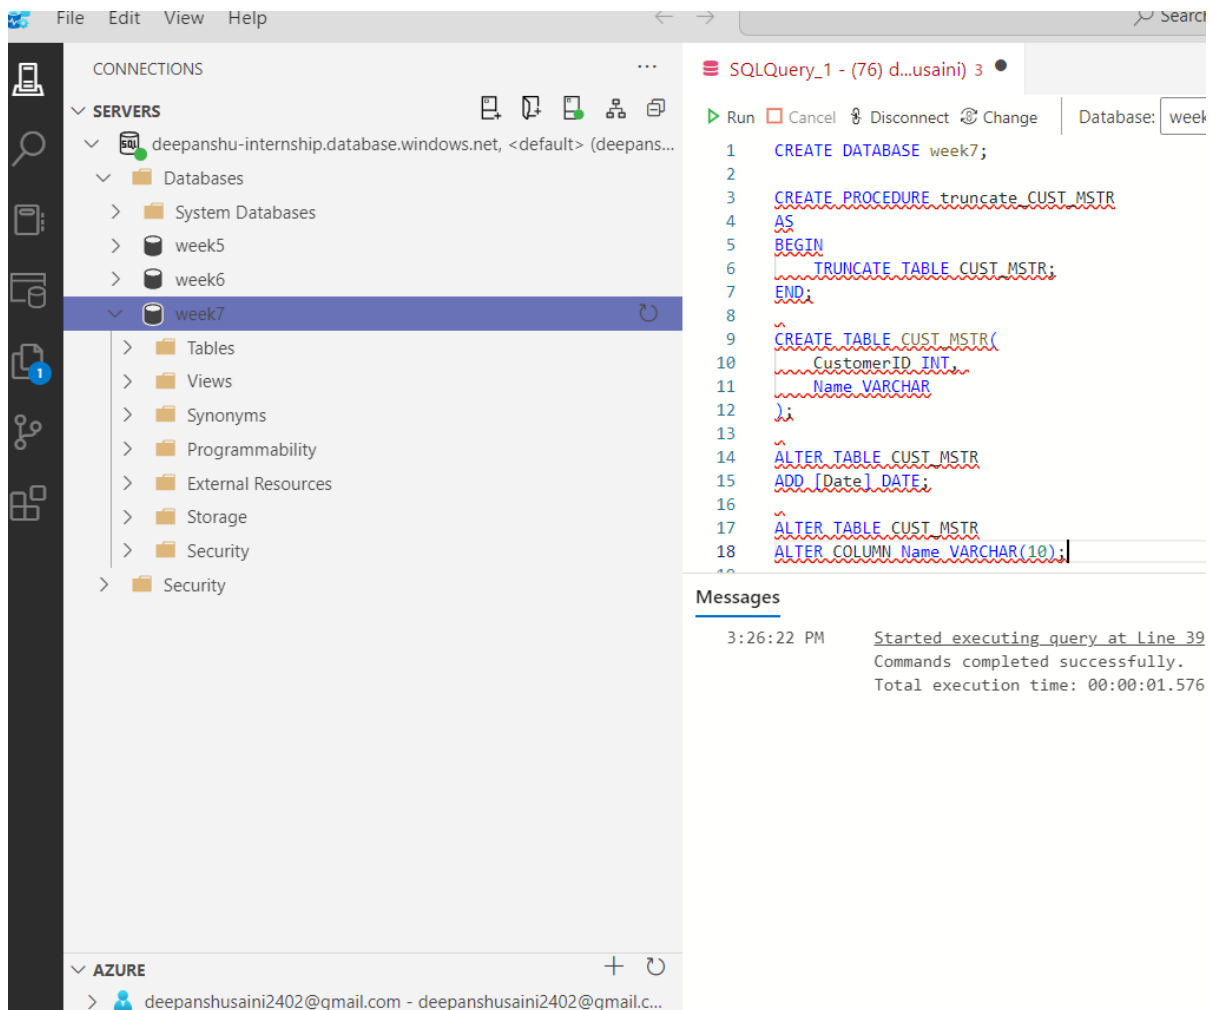 File Edit View Help
Search
CONNECTIONS
SERVERS
deepanshu-internship.database.windows.net, <default> (deepans...
Databases
System Databases
week5
week6
week7
Tables
Views
Synonyms
Programmability
External Resources
Storage
Security
Security
1
AZURE
deepanshusaini2402@gmail.com - deepanshusaini2402@gmail.c...
SQLQuery_1 - (76) d...usaini) 3
Run Cancel Disconnect Change Database: week
1 CREATE DATABASE week7;
2
3 CREATE PROCEDURE truncate_CUST_MSTR
4 AS
5 BEGIN
6 TRUNCATE TABLE CUST_MSTR;
7 END;
8
9 CREATE TABLE CUST_MSTR(
10 CustomerID INT,
11 Name VARCHAR
12 );
13
14 ALTER TABLE CUST_MSTR
15 ADD [Date] DATE;
16
17 ALTER TABLE CUST_MSTR
18 ALTER COLUMN Name VARCHAR(10);
Messages
3:26:22 PM Started executing query at Line 39
Commands completed successfully.
Total execution time: 00:00:01.576